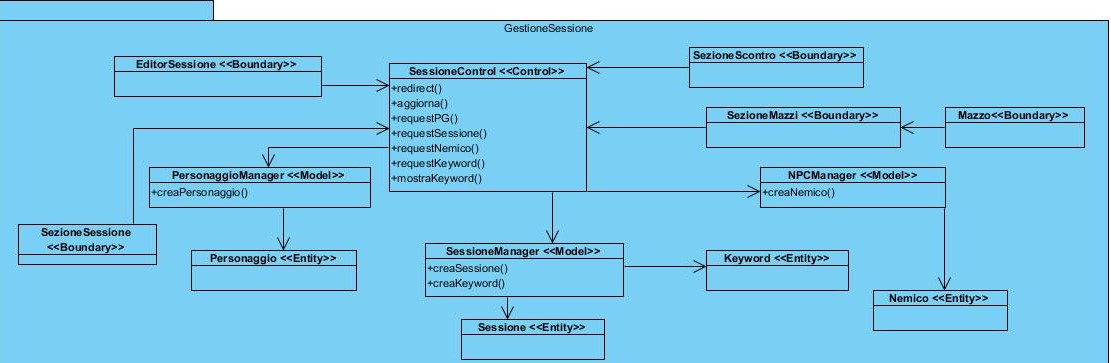 GestioneSessione
EditorSessione <<Boundary>>
SessioneControl <<Control>>
+redirect()
+aggiorna()
+requestPG()
+requestSessione()
+requestNemico()
+requestKeyword()
+mostraKeyword()
SezioneScontro <<Boundary>>
SezioneMazzi <<Boundary>>
Mazzo<<Boundary>>
PersonaggioManager <<Model>>
+creaPersonaggio()
NPCManager <<Model>>
+creaNemico()
SezioneSessione
<<Boundary>>
Personaggio <<Entity>>
SessioneManager <<Model>>
+creaSessione()
+creaKeyword()
Keyword <<Entity>>
Nemico <<Entity>>
Sessione <<Entity>>